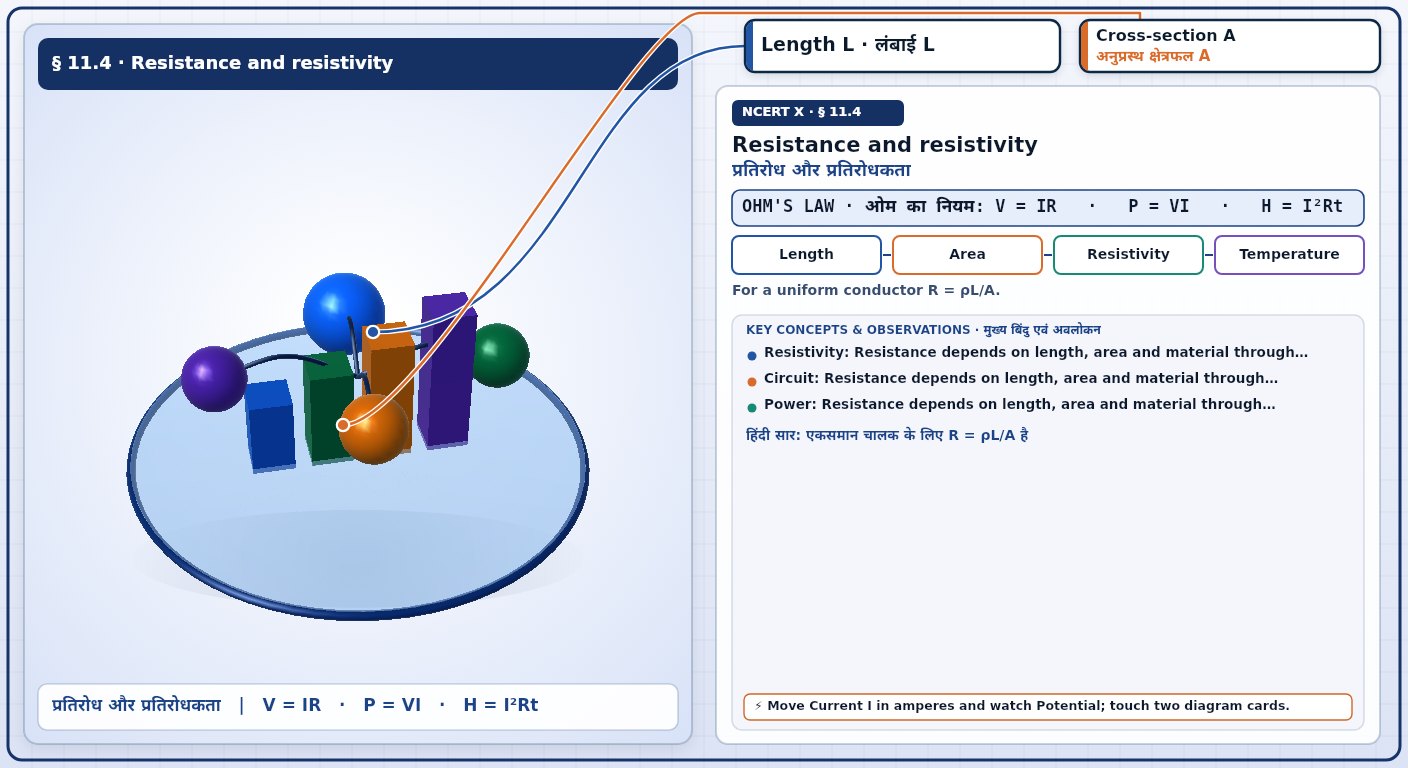 § 11.4 · Resistance and resistivity
Length L · लंबाई L
Cross-section A
अनुप्रस्थ क्षेत्रफल A
NCERT X · § 11.4
Resistance and resistivity
प्रतिरोध और प्रतिरोधकता
OHM'S LAW · ओम का नियम: V = IR · P = VI · H = I²Rt
Length
Area
Resistivity
Temperature
For a uniform conductor R = ρL/A.
KEY CONCEPTS & OBSERVATIONS · मुख्य बिंदु एवं अवलोकन
Resistivity: Resistance depends on length, area and material through…
Circuit: Resistance depends on length, area and material through…
Power: Resistance depends on length, area and material through…
हिंदी सार: एकसमान चालक के लिए R = ρL/A है
⚡ Move Current I in amperes and watch Potential; touch two diagram cards.
प्रतिरोध और प्रतिरोधकता | V = IR · P = VI · H = I²Rt